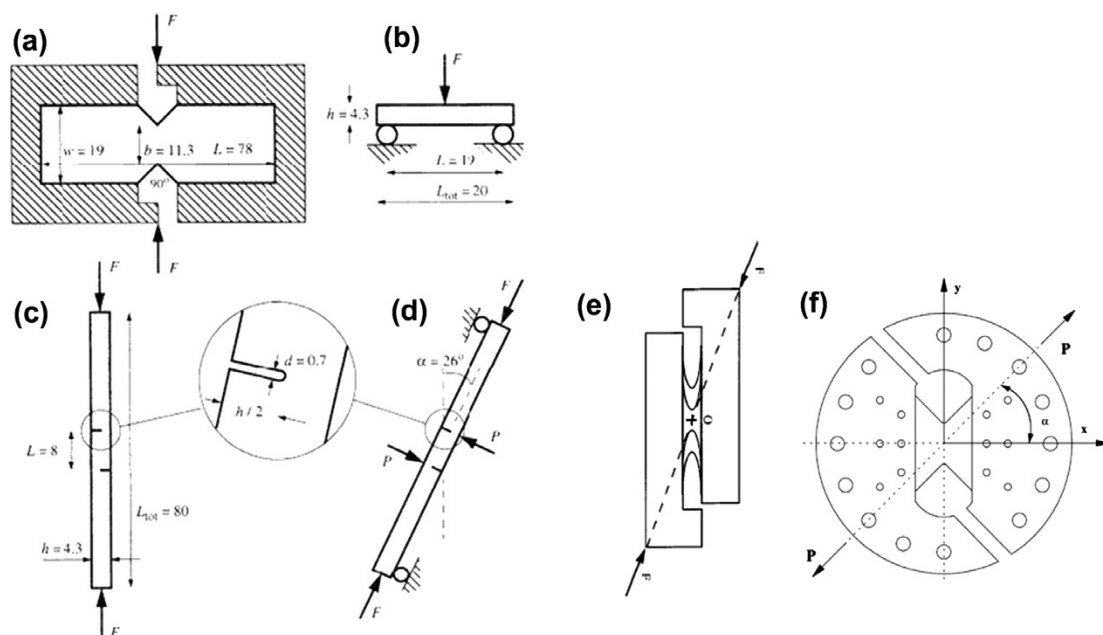 (a)
F
w = 19
b = 11.3
L = 78
90°
F
(b)
F
h = 4.3
L = 19
L_tot = 20
(c)
F
d = 0.7
h / 2
L = 8
L_tot = 80
h = 4.3
F
(d)
F
α = 26°
P
P
F
(e)
F
F
(f)
y
P
α
x
P